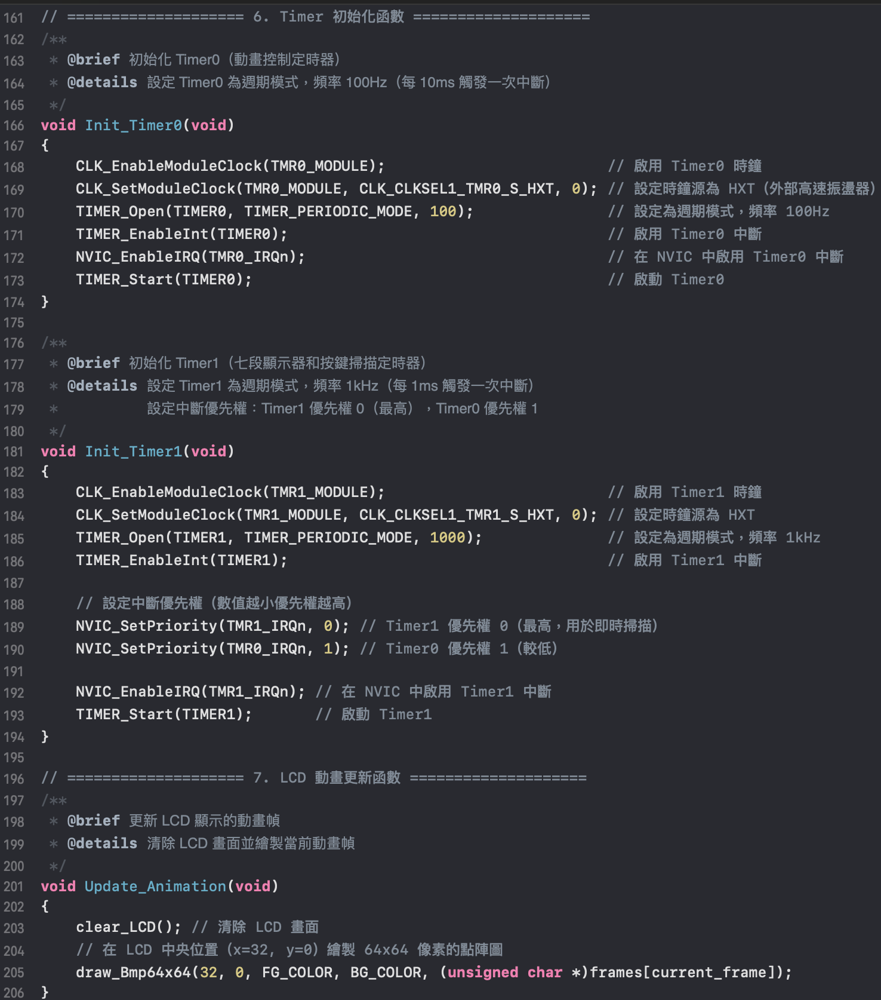 161 // ==================== 6. Timer 初始化函數 ====================
162 /**
163  * @brief 初始化 Timer0（動畫控制定時器）
164  * @details 設定 Timer0 為週期模式，頻率 100Hz（每 10ms 觸發一次中斷）
165  */
166 void Init_Timer0(void)
167 {
168     CLK_EnableModuleClock(TMR0_MODULE);                         // 啟用 Timer0 時鐘
169     CLK_SetModuleClock(TMR0_MODULE, CLK_CLKSEL1_TMR0_S_HXT, 0); // 設定時鐘源為 HXT（外部高速振盪器）
170     TIMER_Open(TIMER0, TIMER_PERIODIC_MODE, 100);               // 設定為週期模式，頻率 100Hz
171     TIMER_EnableInt(TIMER0);                                    // 啟用 Timer0 中斷
172     NVIC_EnableIRQ(TMR0_IRQn);                                  // 在 NVIC 中啟用 Timer0 中斷
173     TIMER_Start(TIMER0);                                        // 啟動 Timer0
174 }
175
176 /**
177  * @brief 初始化 Timer1（七段顯示器和按鍵掃描定時器）
178  * @details 設定 Timer1 為週期模式，頻率 1kHz（每 1ms 觸發一次中斷）
179  *          設定中斷優先權：Timer1 優先權 0（最高），Timer0 優先權 1
180  */
181 void Init_Timer1(void)
182 {
183     CLK_EnableModuleClock(TMR1_MODULE);                         // 啟用 Timer1 時鐘
184     CLK_SetModuleClock(TMR1_MODULE, CLK_CLKSEL1_TMR1_S_HXT, 0); // 設定時鐘源為 HXT
185     TIMER_Open(TIMER1, TIMER_PERIODIC_MODE, 1000);              // 設定為週期模式，頻率 1kHz
186     TIMER_EnableInt(TIMER1);                                    // 啟用 Timer1 中斷
187
188     // 設定中斷優先權（數值越小優先權越高）
189     NVIC_SetPriority(TMR1_IRQn, 0); // Timer1 優先權 0（最高，用於即時掃描）
190     NVIC_SetPriority(TMR0_IRQn, 1); // Timer0 優先權 1（較低）
191
192     NVIC_EnableIRQ(TMR1_IRQn); // 在 NVIC 中啟用 Timer1 中斷
193     TIMER_Start(TIMER1);       // 啟動 Timer1
194 }
195
196 // ==================== 7. LCD 動畫更新函數 ====================
197 /**
198  * @brief 更新 LCD 顯示的動畫幀
199  * @details 清除 LCD 畫面並繪製當前動畫幀
200  */
201 void Update_Animation(void)
202 {
203     clear_LCD(); // 清除 LCD 畫面
204     // 在 LCD 中央位置（x=32, y=0）繪製 64x64 像素的點陣圖
205     draw_Bmp64x64(32, 0, FG_COLOR, BG_COLOR, (unsigned char *)frames[current_frame]);
206 }